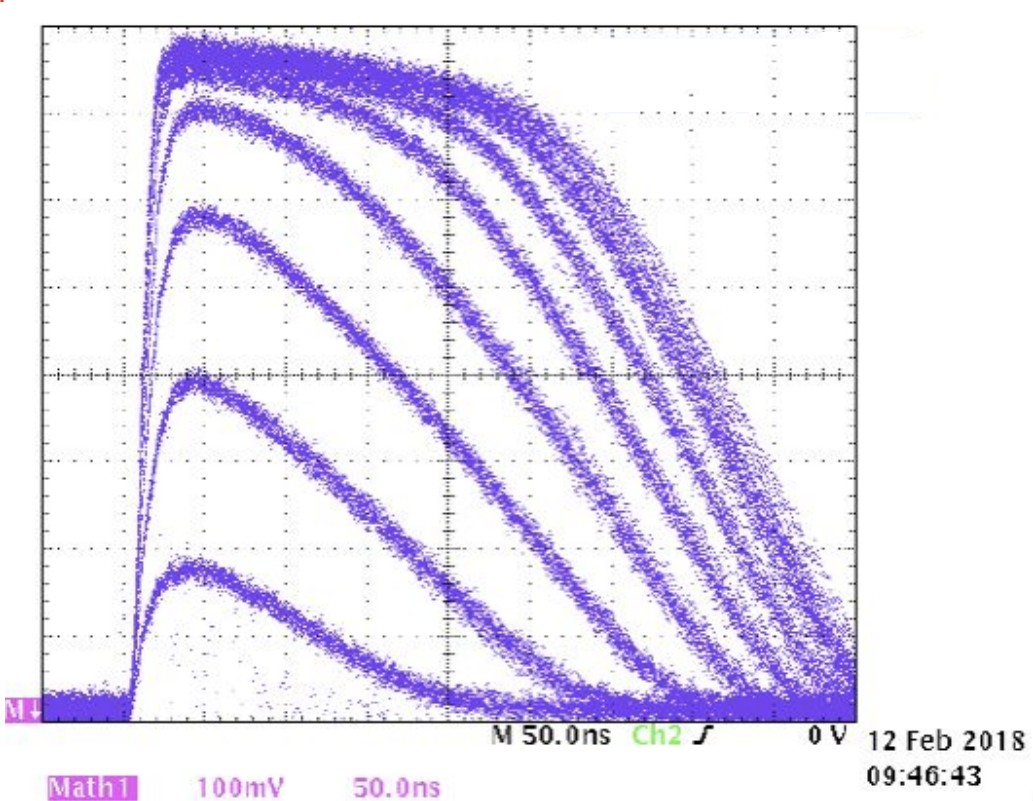 M↓
M 50.0ns Ch2 ƒ 0 V
12 Feb 2018
09:46:43
Math1 100mV 50.0ns